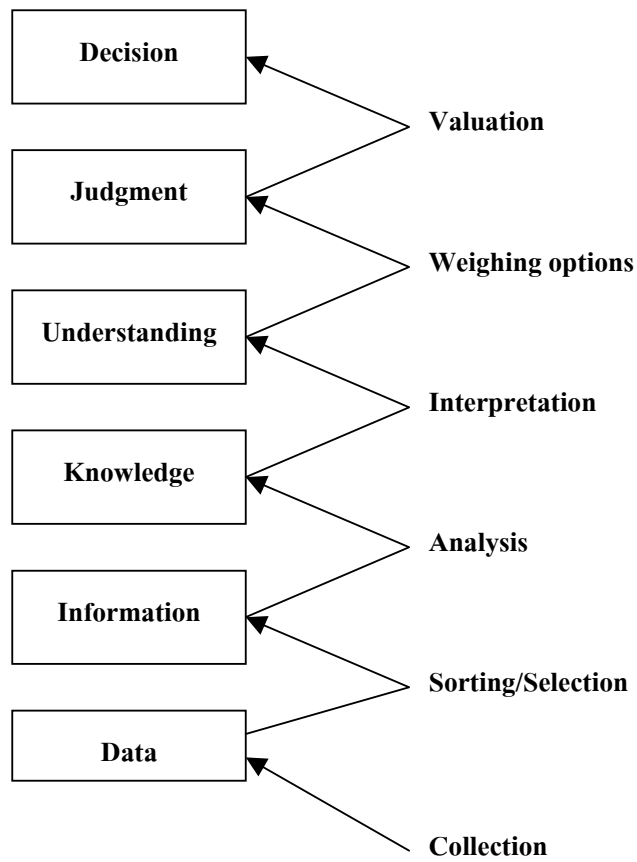 Decision
Valuation
Judgment
Weighing options
Understanding
Interpretation
Knowledge
Analysis
Information
Sorting/Selection
Data
Collection